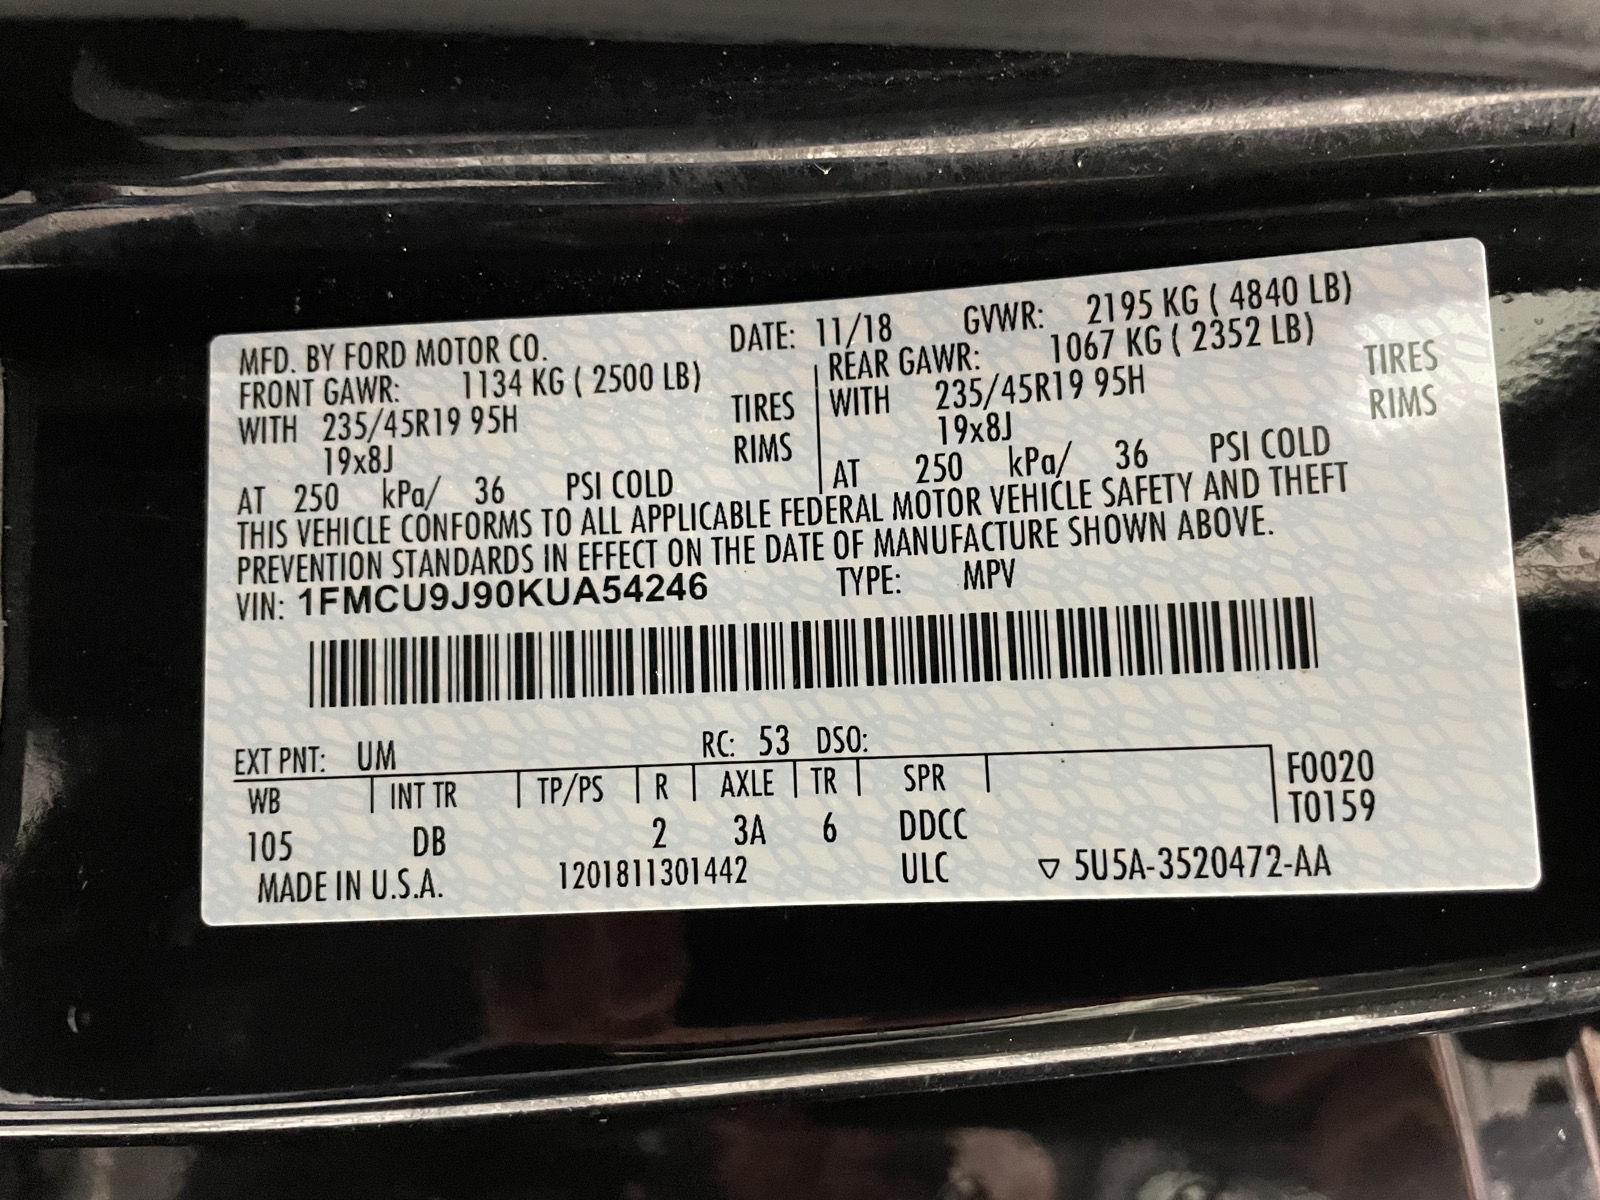 MFD. BY FORD MOTOR CO. DATE: 11/18 GVWR: 2195 KG ( 4840 LB)
FRONT GAWR: 1134 KG ( 2500 LB) REAR GAWR: 1067 KG ( 2352 LB)
WITH 235/45R19 95H TIRES WITH 235/45R19 95H TIRES
19x8J RIMS 19x8J RIMS
AT 250 kPa/ 36 PSI COLD AT 250 kPa/ 36 PSI COLD
THIS VEHICLE CONFORMS TO ALL APPLICABLE FEDERAL MOTOR VEHICLE SAFETY AND THEFT
PREVENTION STANDARDS IN EFFECT ON THE DATE OF MANUFACTURE SHOWN ABOVE.
VIN: 1FMCU9J90KUA54246 TYPE: MPV
EXT PNT: UM RC: 53 DSO:
WB INT TR TP/PS R AXLE TR SPR F0020
105 DB 2 3A 6 DDCC T0159
MADE IN U.S.A. 1201811301442 ULC ▽ 5U5A-3520472-AA